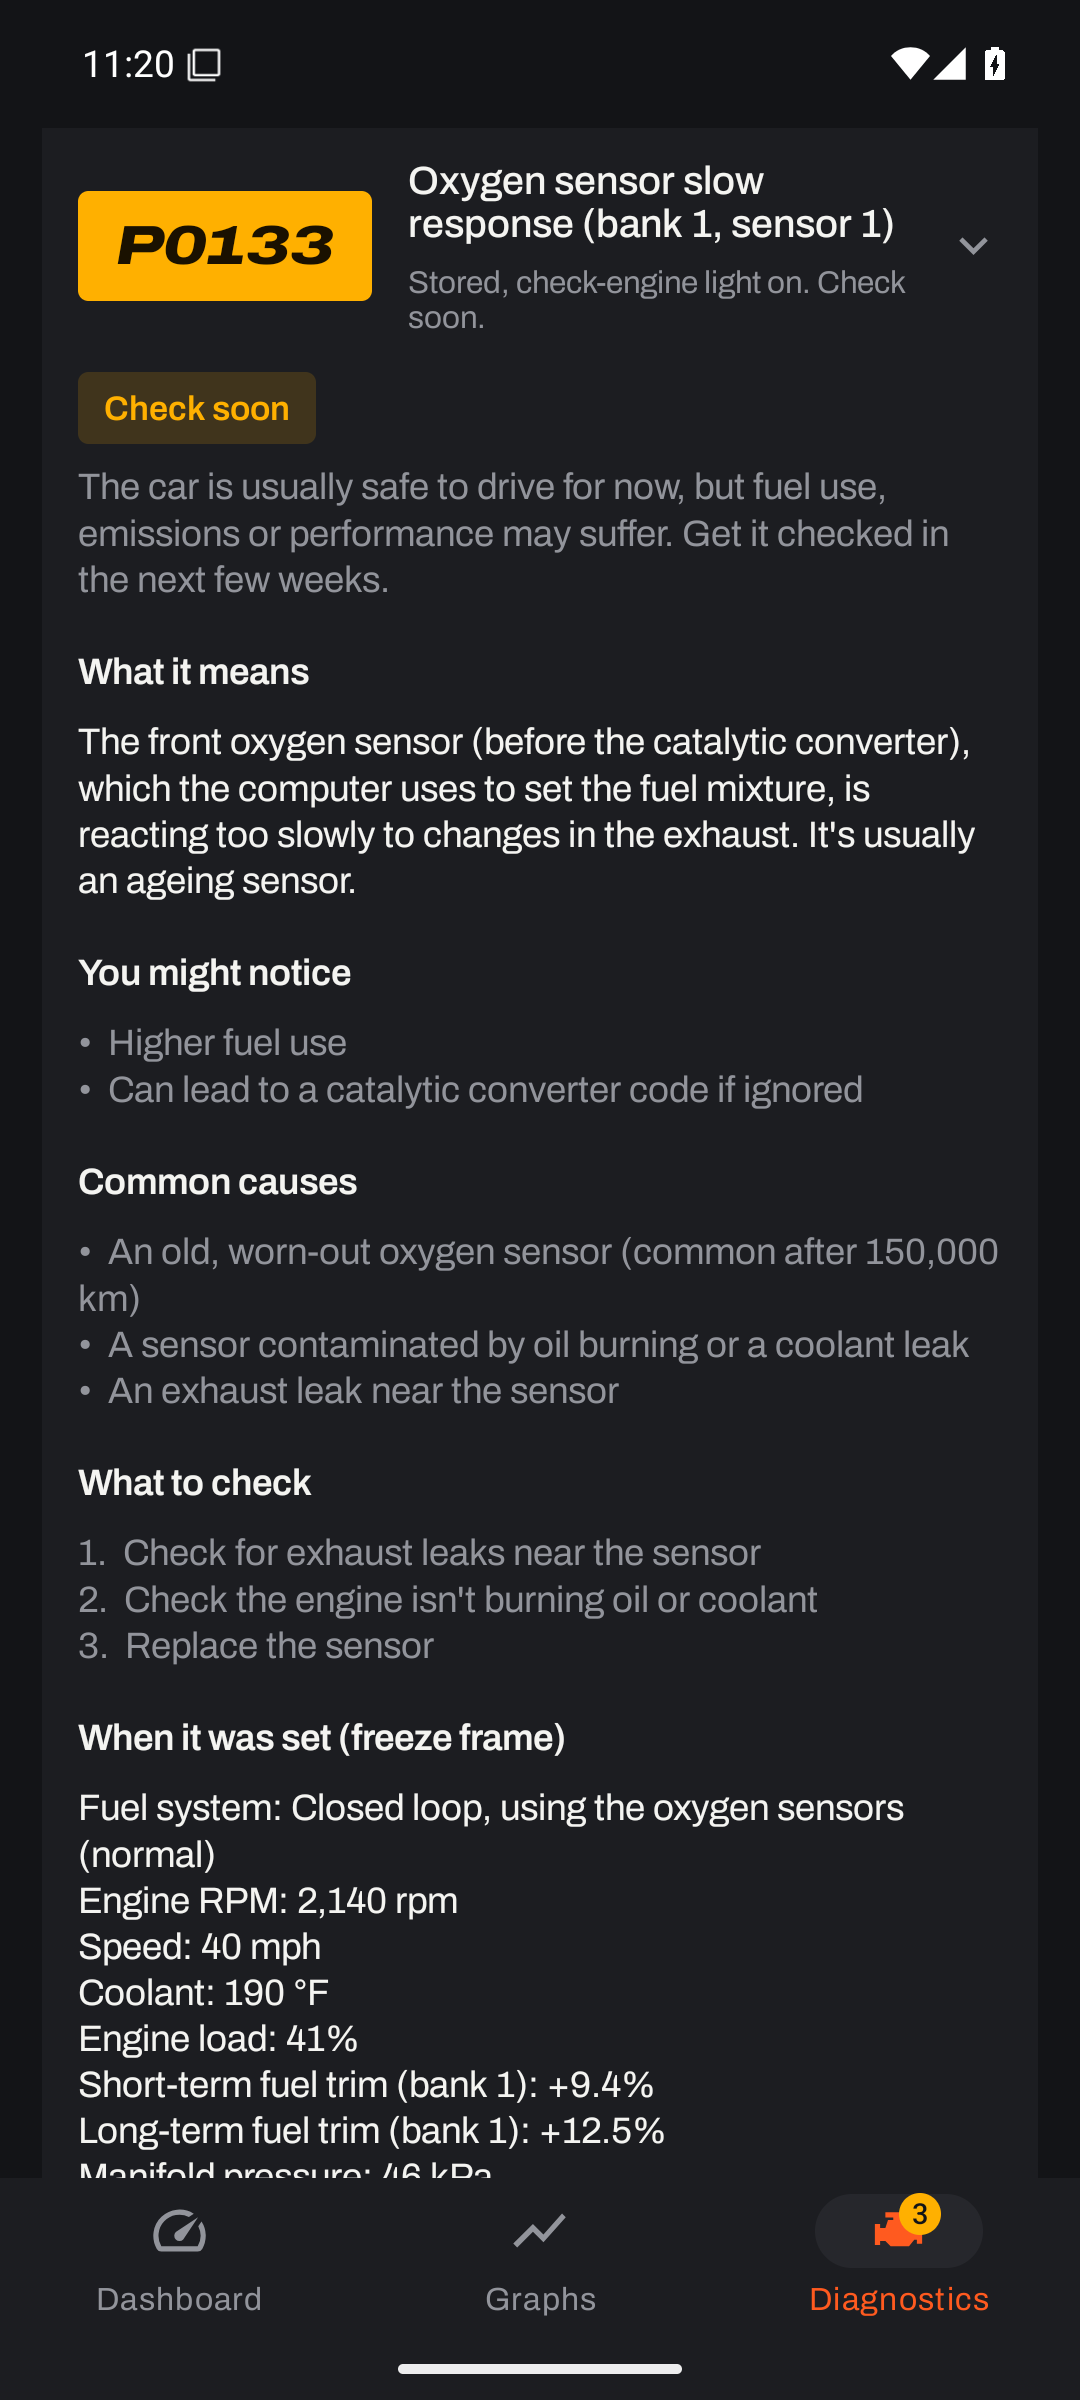 11:20
P0133
Oxygen sensor slow
response (bank 1, sensor 1)
Stored, check-engine light on. Check
soon.
Check soon
The car is usually safe to drive for now, but fuel use,
emissions or performance may suffer. Get it checked in
the next few weeks.
What it means
The front oxygen sensor (before the catalytic converter),
which the computer uses to set the fuel mixture, is
reacting too slowly to changes in the exhaust. It's usually
an ageing sensor.
You might notice
• Higher fuel use
• Can lead to a catalytic converter code if ignored
Common causes
• An old, worn-out oxygen sensor (common after 150,000
km)
• A sensor contaminated by oil burning or a coolant leak
• An exhaust leak near the sensor
What to check
1. Check for exhaust leaks near the sensor
2. Check the engine isn't burning oil or coolant
3. Replace the sensor
When it was set (freeze frame)
Fuel system: Closed loop, using the oxygen sensors
(normal)
Engine RPM: 2,140 rpm
Speed: 40 mph
Coolant: 190 °F
Engine load: 41%
Short-term fuel trim (bank 1): +9.4%
Long-term fuel trim (bank 1): +12.5%
Manifold pressure: 46 kPa
3
Dashboard
Graphs
Diagnostics